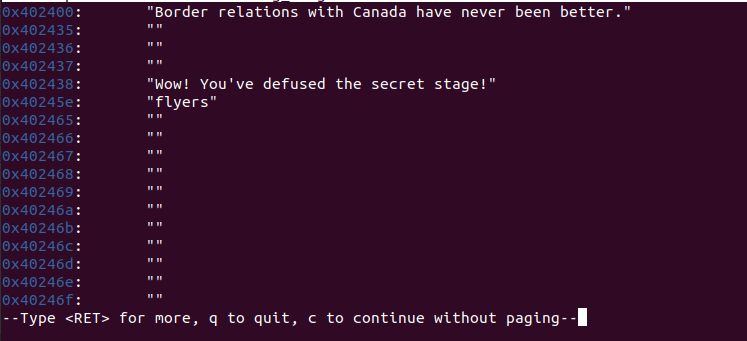 0x402400: "Border relations with Canada have never been better."
0x402435: ""
0x402436: ""
0x402437: ""
0x402438: "Wow! You've defused the secret stage!"
0x40245e: "flyers"
0x402465: ""
0x402466: ""
0x402467: ""
0x402468: ""
0x402469: ""
0x40246a: ""
0x40246b: ""
0x40246c: ""
0x40246d: ""
0x40246e: ""
0x40246f: ""
--Type <RET> for more, q to quit, c to continue without paging--